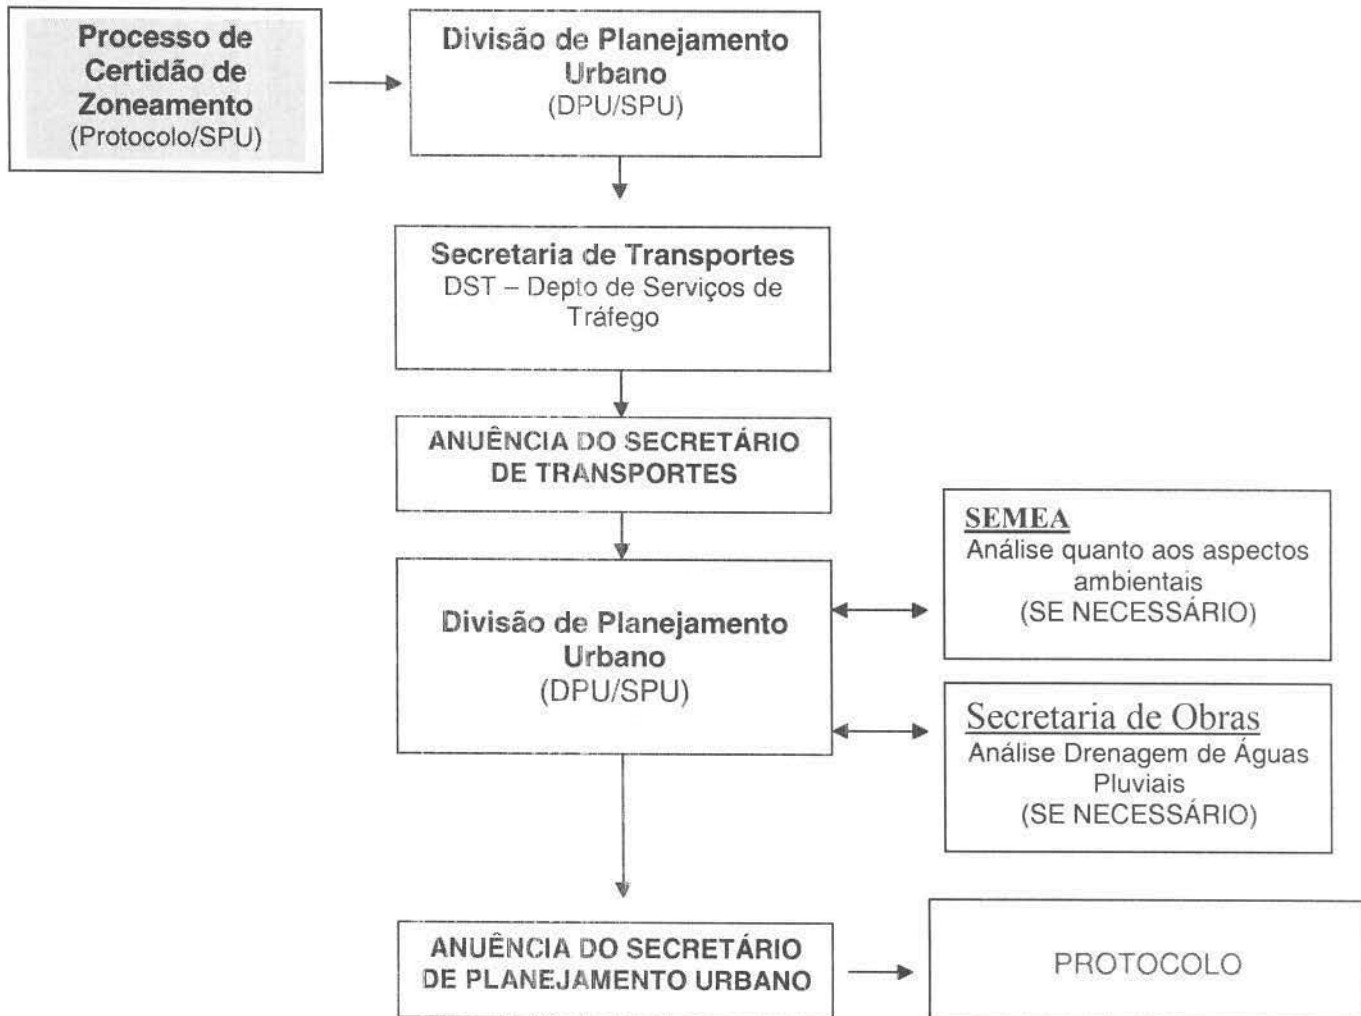 Processo de
Certidão de
Zoneamento
(Protocolo/SPU)
Divisão de Planejamento
Urbano
(DPU/SPU)
Secretaria de Transportes
DST – Depto de Serviços de
Tráfego
ANUÊNCIA DO SECRETÁRIO
DE TRANSPORTES
Divisão de Planejamento
Urbano
(DPU/SPU)
SEMEA
Análise quanto aos aspectos
ambientais
(SE NECESSÁRIO)
Secretaria de Obras
Análise Drenagem de Águas
Pluviais
(SE NECESSÁRIO)
ANUÊNCIA DO SECRETÁRIO
DE PLANEJAMENTO URBANO
PROTOCOLO